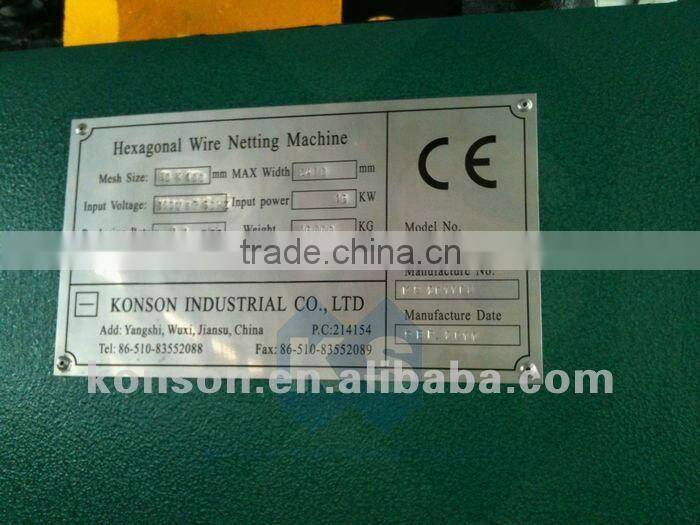 Hexagonal Wire Netting Machine
Mesh Size: mm MAX Width mm
Input Voltage: Input power KW
Weight KG
CE
Model No.
Manufacture No.
Manufacture Date
KONSON INDUSTRIAL CO., LTD
Add: Yangshi, Wuxi, Jiansu, China P.C:214154
Tel: 86-510-83552088 Fax: 86-510-83552089
trade.china.cn
konson.en.alibaba.com